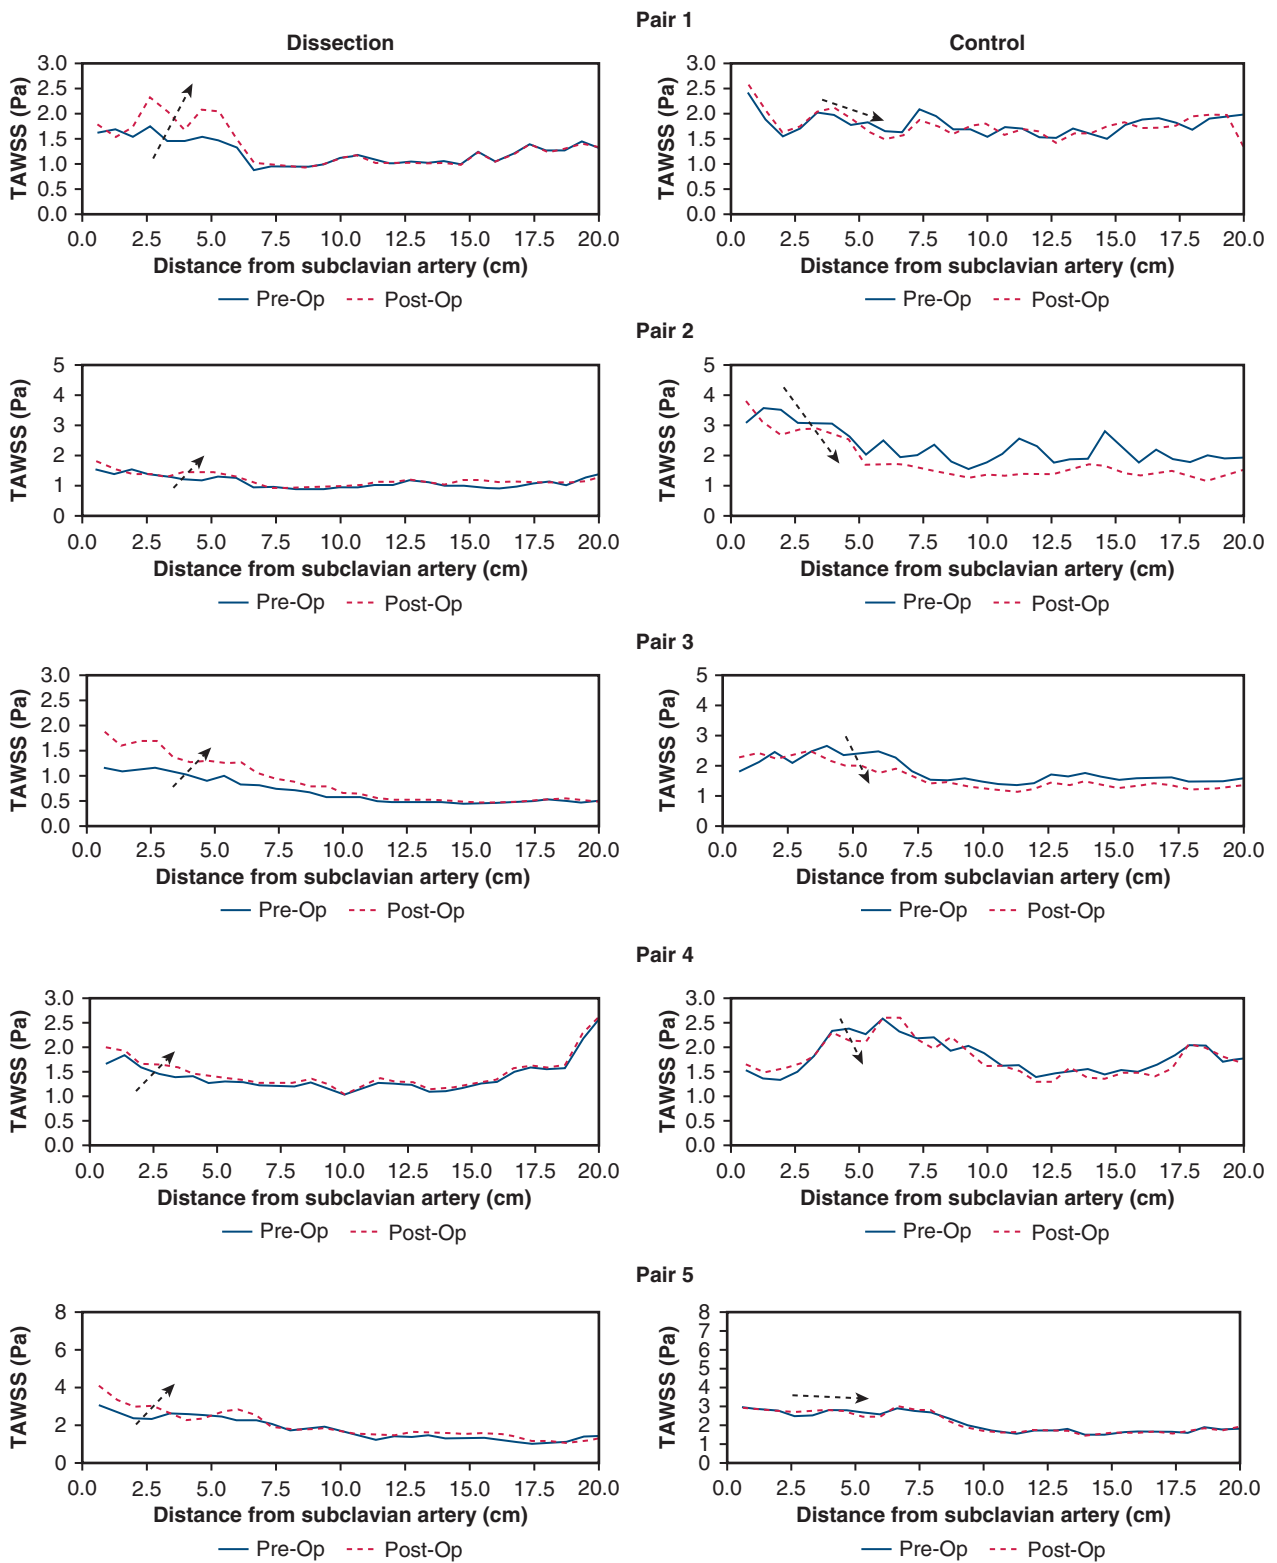 Pair 1
Dissection
Control
TAWSS (Pa)
3.0
2.5
2.0
1.5
1.0
0.5
0.0
0.0 2.5 5.0 7.5 10.0 12.5 15.0 17.5 20.0
Distance from subclavian artery (cm)
Pre-Op Post-Op
TAWSS (Pa)
3.0
2.5
2.0
1.5
1.0
0.5
0.0
0.0 2.5 5.0 7.5 10.0 12.5 15.0 17.5 20.0
Distance from subclavian artery (cm)
Pre-Op Post-Op
Pair 2
TAWSS (Pa)
5
4
3
2
1
0
0.0 2.5 5.0 7.5 10.0 12.5 15.0 17.5 20.0
Distance from subclavian artery (cm)
Pre-Op Post-Op
TAWSS (Pa)
5
4
3
2
1
0
0.0 2.5 5.0 7.5 10.0 12.5 15.0 17.5 20.0
Distance from subclavian artery (cm)
Pre-Op Post-Op
Pair 3
TAWSS (Pa)
3.0
2.5
2.0
1.5
1.0
0.5
0.0
0.0 2.5 5.0 7.5 10.0 12.5 15.0 17.5 20.0
Distance from subclavian artery (cm)
Pre-Op Post-Op
TAWSS (Pa)
5
4
3
2
1
0
0.0 2.5 5.0 7.5 10.0 12.5 15.0 17.5 20.0
Distance from subclavian artery (cm)
Pre-Op Post-Op
Pair 4
TAWSS (Pa)
3.0
2.5
2.0
1.5
1.0
0.5
0.0
0.0 2.5 5.0 7.5 10.0 12.5 15.0 17.5 20.0
Distance from subclavian artery (cm)
Pre-Op Post-Op
TAWSS (Pa)
3.0
2.5
2.0
1.5
1.0
0.5
0.0
0.0 2.5 5.0 7.5 10.0 12.5 15.0 17.5 20.0
Distance from subclavian artery (cm)
Pre-Op Post-Op
Pair 5
TAWSS (Pa)
8
6
4
2
0
0.0 2.5 5.0 7.5 10.0 12.5 15.0 17.5 20.0
Distance from subclavian artery (cm)
Pre-Op Post-Op
TAWSS (Pa)
8
7
5
4
3
2
1
0
0.0 2.5 5.0 7.5 10.0 12.5 15.0 17.5 20.0
Distance from subclavian artery (cm)
Pre-Op Post-Op